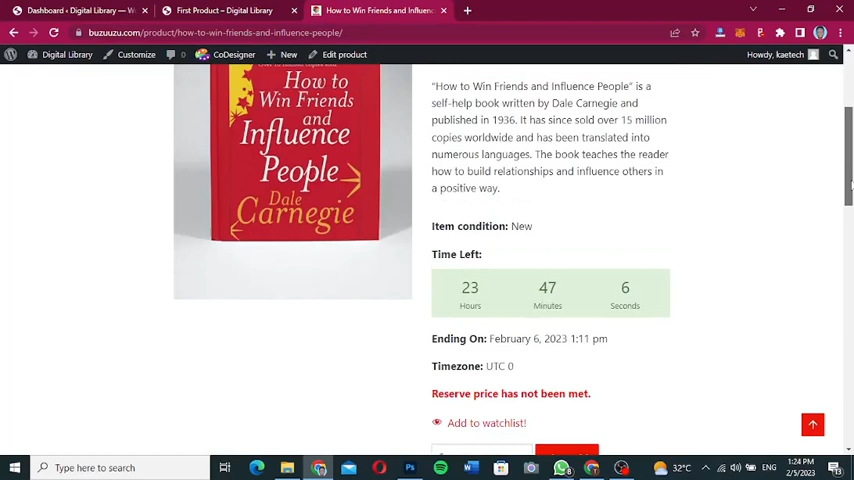 Dashboard ‹ Digital Library — W
First Product – Digital Library
How to Win Friends and Influenc
buzuuzu.com/product/how-to-win-friends-and-influence-people/
Digital Library
Customize
0
CoDesigner
New
Edit product
Howdy, kaetech
How to
Win Friends
and
Influence
People
Dale
Carnegie
"How to Win Friends and Influence People" is a
self-help book written by Dale Carnegie and
published in 1936. It has since sold over 15 million
copies worldwide and has been translated into
numerous languages. The book teaches the reader
how to build relationships and influence others in
a positive way.
Item condition: New
Time Left:
23 47 6
Hours Minutes Seconds
Ending On: February 6, 2023 1:11 pm
Timezone: UTC 0
Reserve price has not been met.
Add to watchlist!
Type here to search
32°C
ENG
1:24 PM
2/5/2023